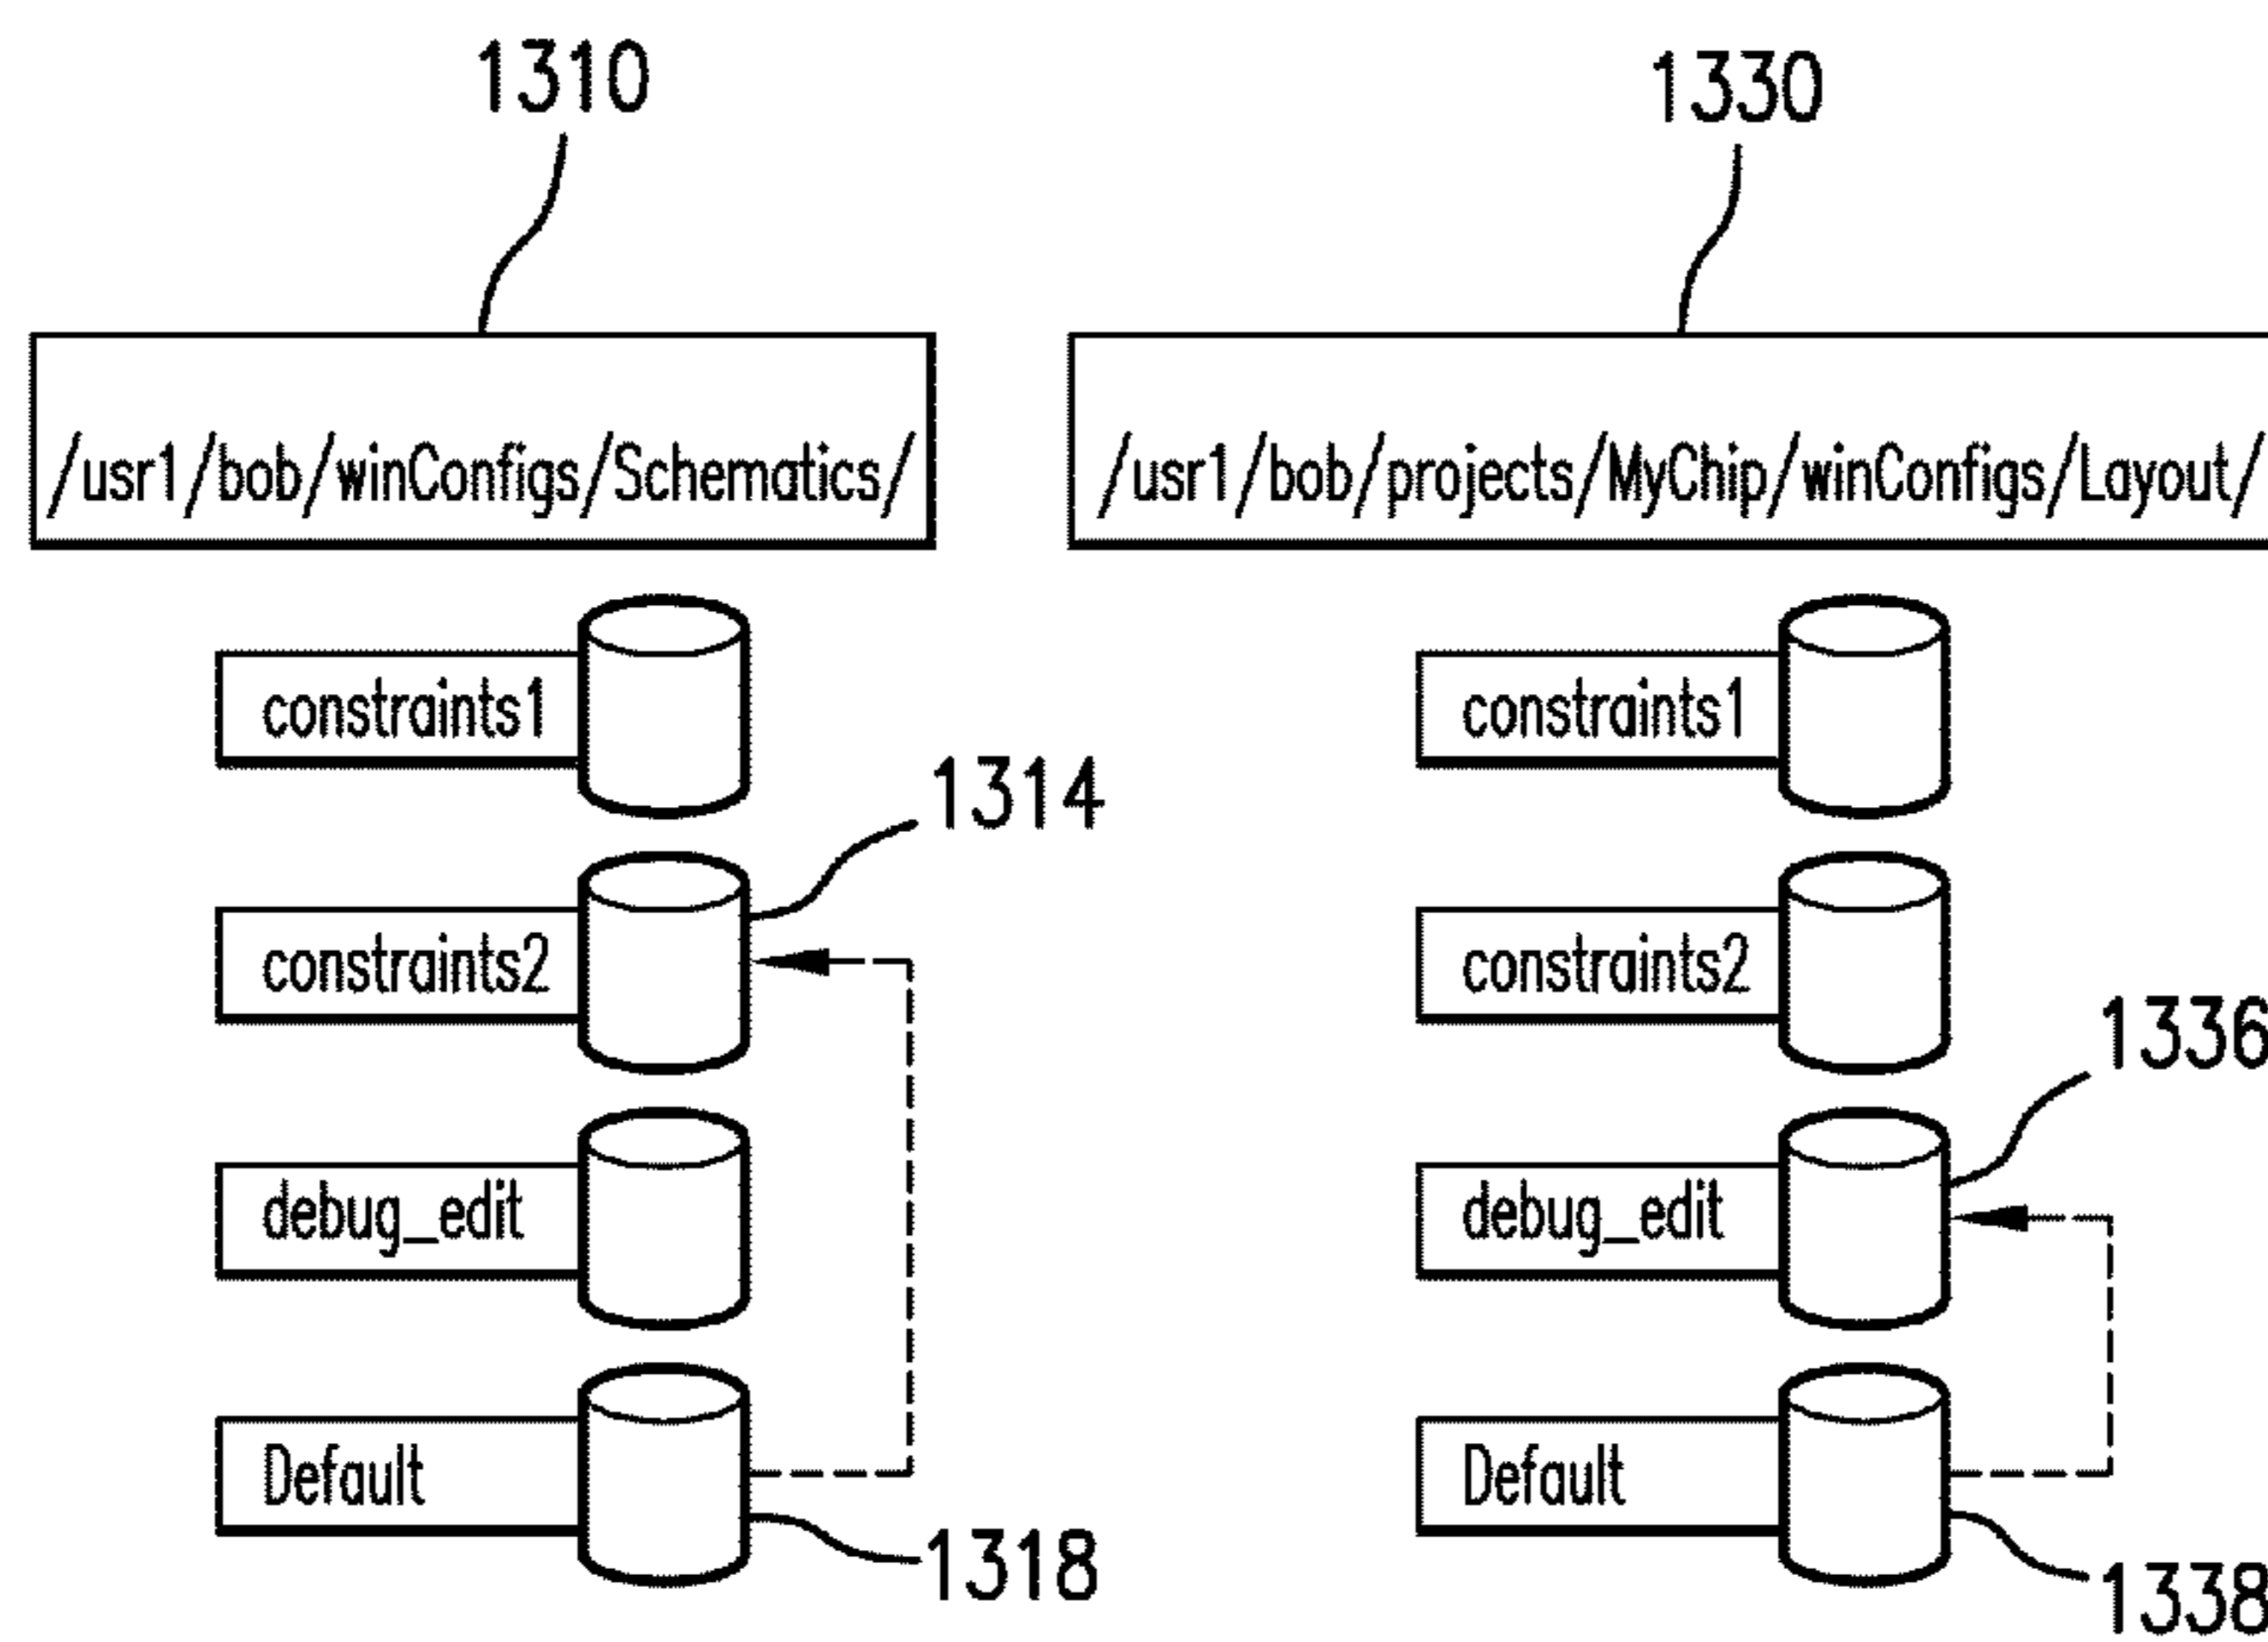 1310
1330
/usr1/bob/winConfigs/Schematics/
/usr1/bob/projects/MyChip/winConfigs/Layout/
constraints1
constraints1
1314
constraints2
constraints2
1336
debug_edit
debug_edit
Default
Default
1318
1338